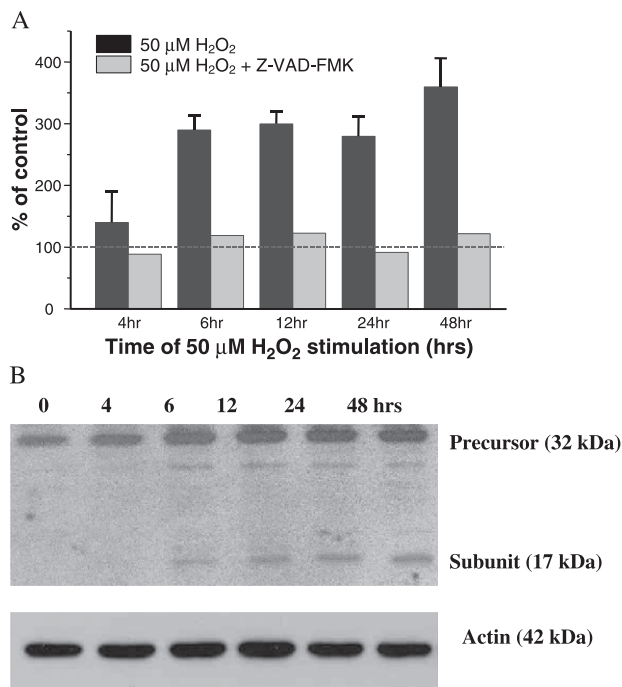 A
50 μM H₂O₂
50 μM H₂O₂ + Z-VAD-FMK
% of control
400
300
200
100
0
4hr 6hr 12hr 24hr 48hr
Time of 50 μM H₂O₂ stimulation (hrs)
B
0 4 6 12 24 48 hrs
Precursor (32 kDa)
Subunit (17 kDa)
Actin (42 kDa)